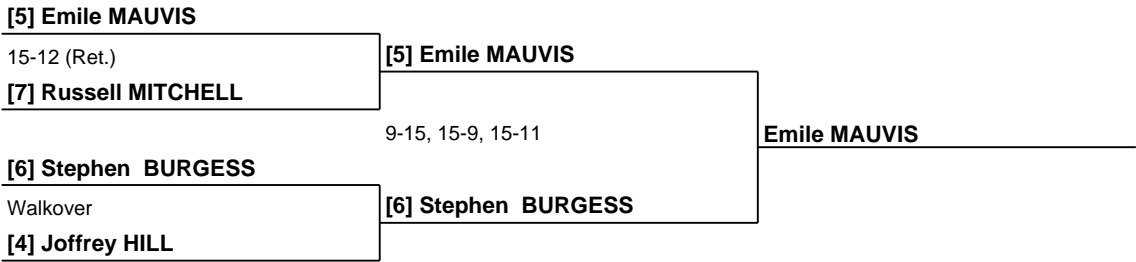 [5] Emile MAUVIS
15-12 (Ret.)
[5] Emile MAUVIS
[7] Russell MITCHELL
9-15, 15-9, 15-11
Emile MAUVIS
[6] Stephen  BURGESS
Walkover
[6] Stephen  BURGESS
[4] Joffrey HILL